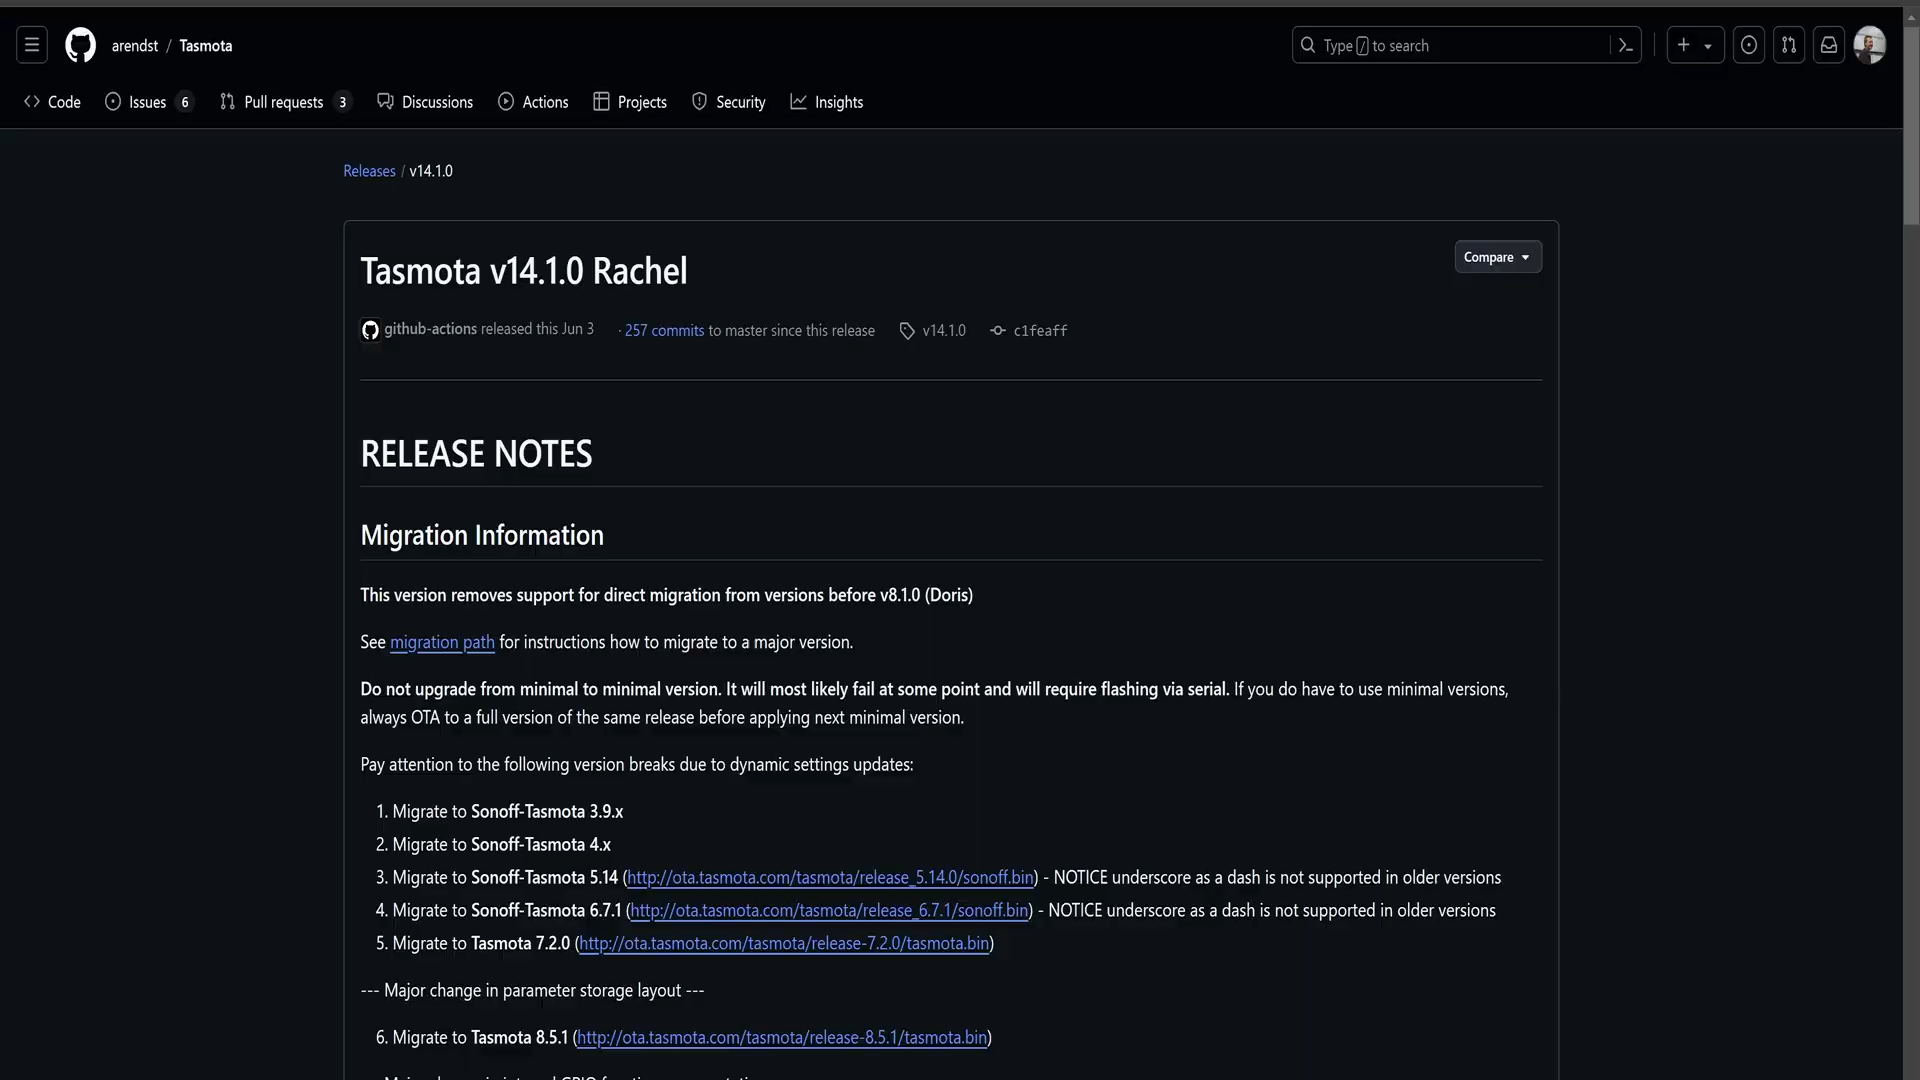 arendst / Tasmota
Type / to search
Code Issues 6 Pull requests 3 Discussions Actions Projects Security Insights
Releases / v14.1.0
Tasmota v14.1.0 Rachel
Compare
github-actions released this Jun 3 · 257 commits to master since this release v14.1.0 c1feaff
RELEASE NOTES
Migration Information
This version removes support for direct migration from versions before v8.1.0 (Doris)
See migration path for instructions how to migrate to a major version.
Do not upgrade from minimal to minimal version. It will most likely fail at some point and will require flashing via serial. If you do have to use minimal versions,
always OTA to a full version of the same release before applying next minimal version.
Pay attention to the following version breaks due to dynamic settings updates:
1. Migrate to Sonoff-Tasmota 3.9.x
2. Migrate to Sonoff-Tasmota 4.x
3. Migrate to Sonoff-Tasmota 5.14 (http://ota.tasmota.com/tasmota/release_5.14.0/sonoff.bin) - NOTICE underscore as a dash is not supported in older versions
4. Migrate to Sonoff-Tasmota 6.7.1 (http://ota.tasmota.com/tasmota/release_6.7.1/sonoff.bin) - NOTICE underscore as a dash is not supported in older versions
5. Migrate to Tasmota 7.2.0 (http://ota.tasmota.com/tasmota/release-7.2.0/tasmota.bin)
--- Major change in parameter storage layout ---
6. Migrate to Tasmota 8.5.1 (http://ota.tasmota.com/tasmota/release-8.5.1/tasmota.bin)